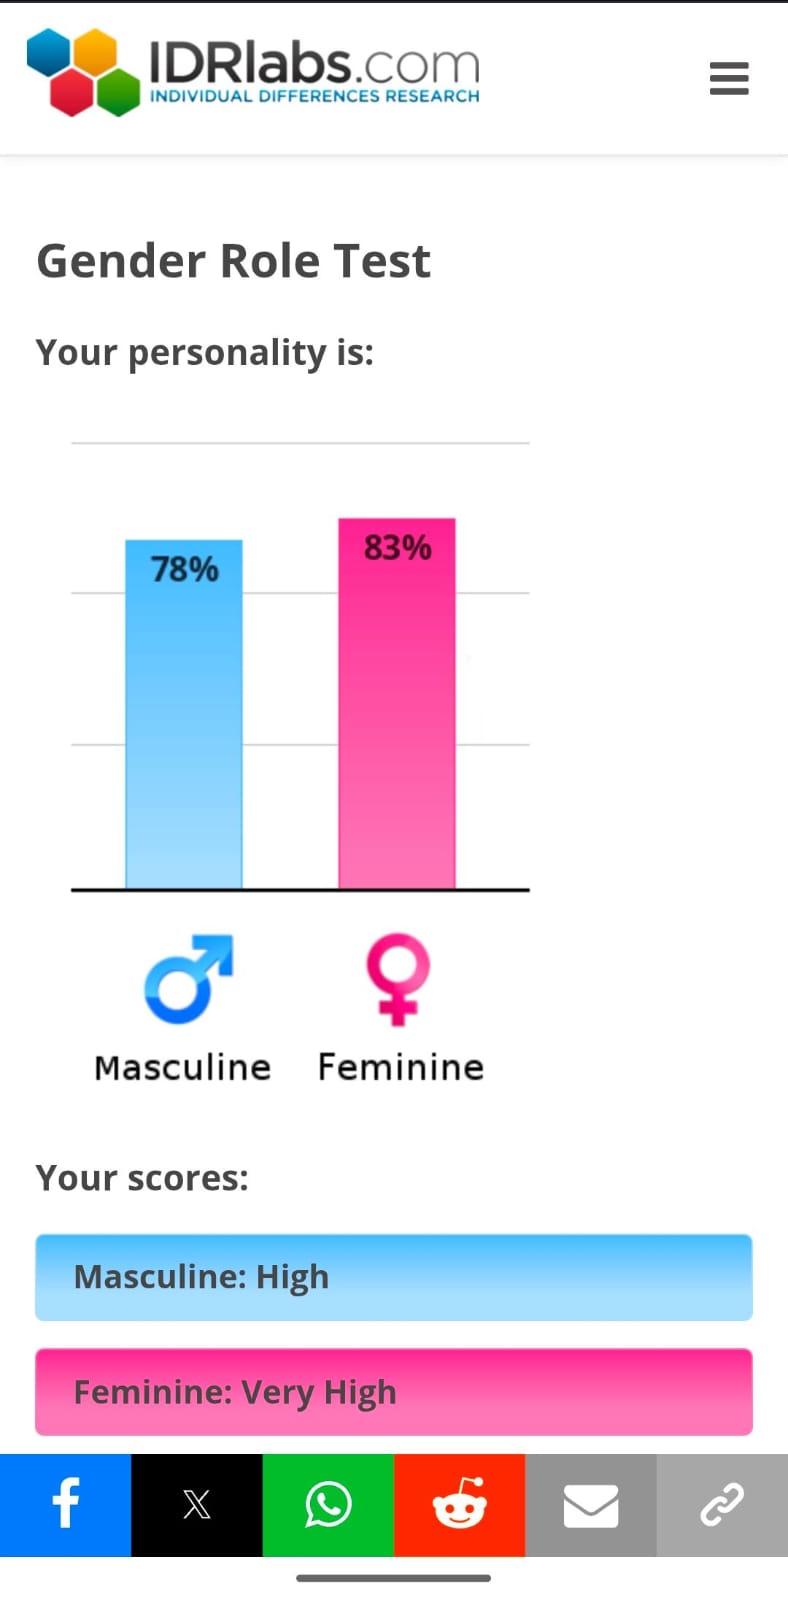 IDRlabs.com
INDIVIDUAL DIFFERENCES RESEARCH
Gender Role Test
Your personality is:
78%
83%
Masculine
Feminine
Your scores:
Masculine: High
Feminine: Very High